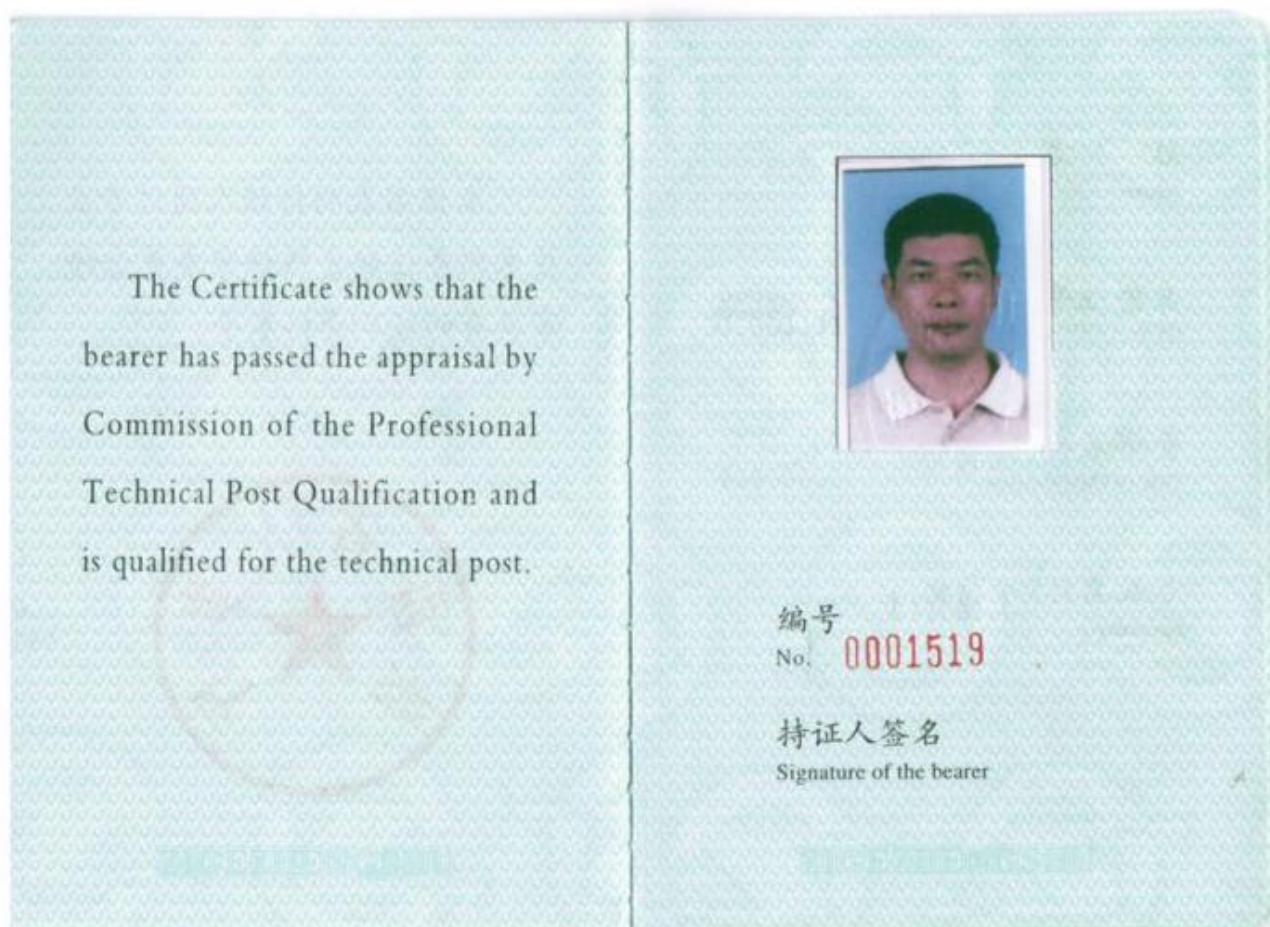 The Certificate shows that the
bearer has passed the appraisal by
Commission of the Professional
Technical Post Qualification and
is qualified for the technical post.
编号
No. 0001519
持证人签名
Signature of the bearer
ZIGEZHENGSHU
ZIGEZHENGSHU